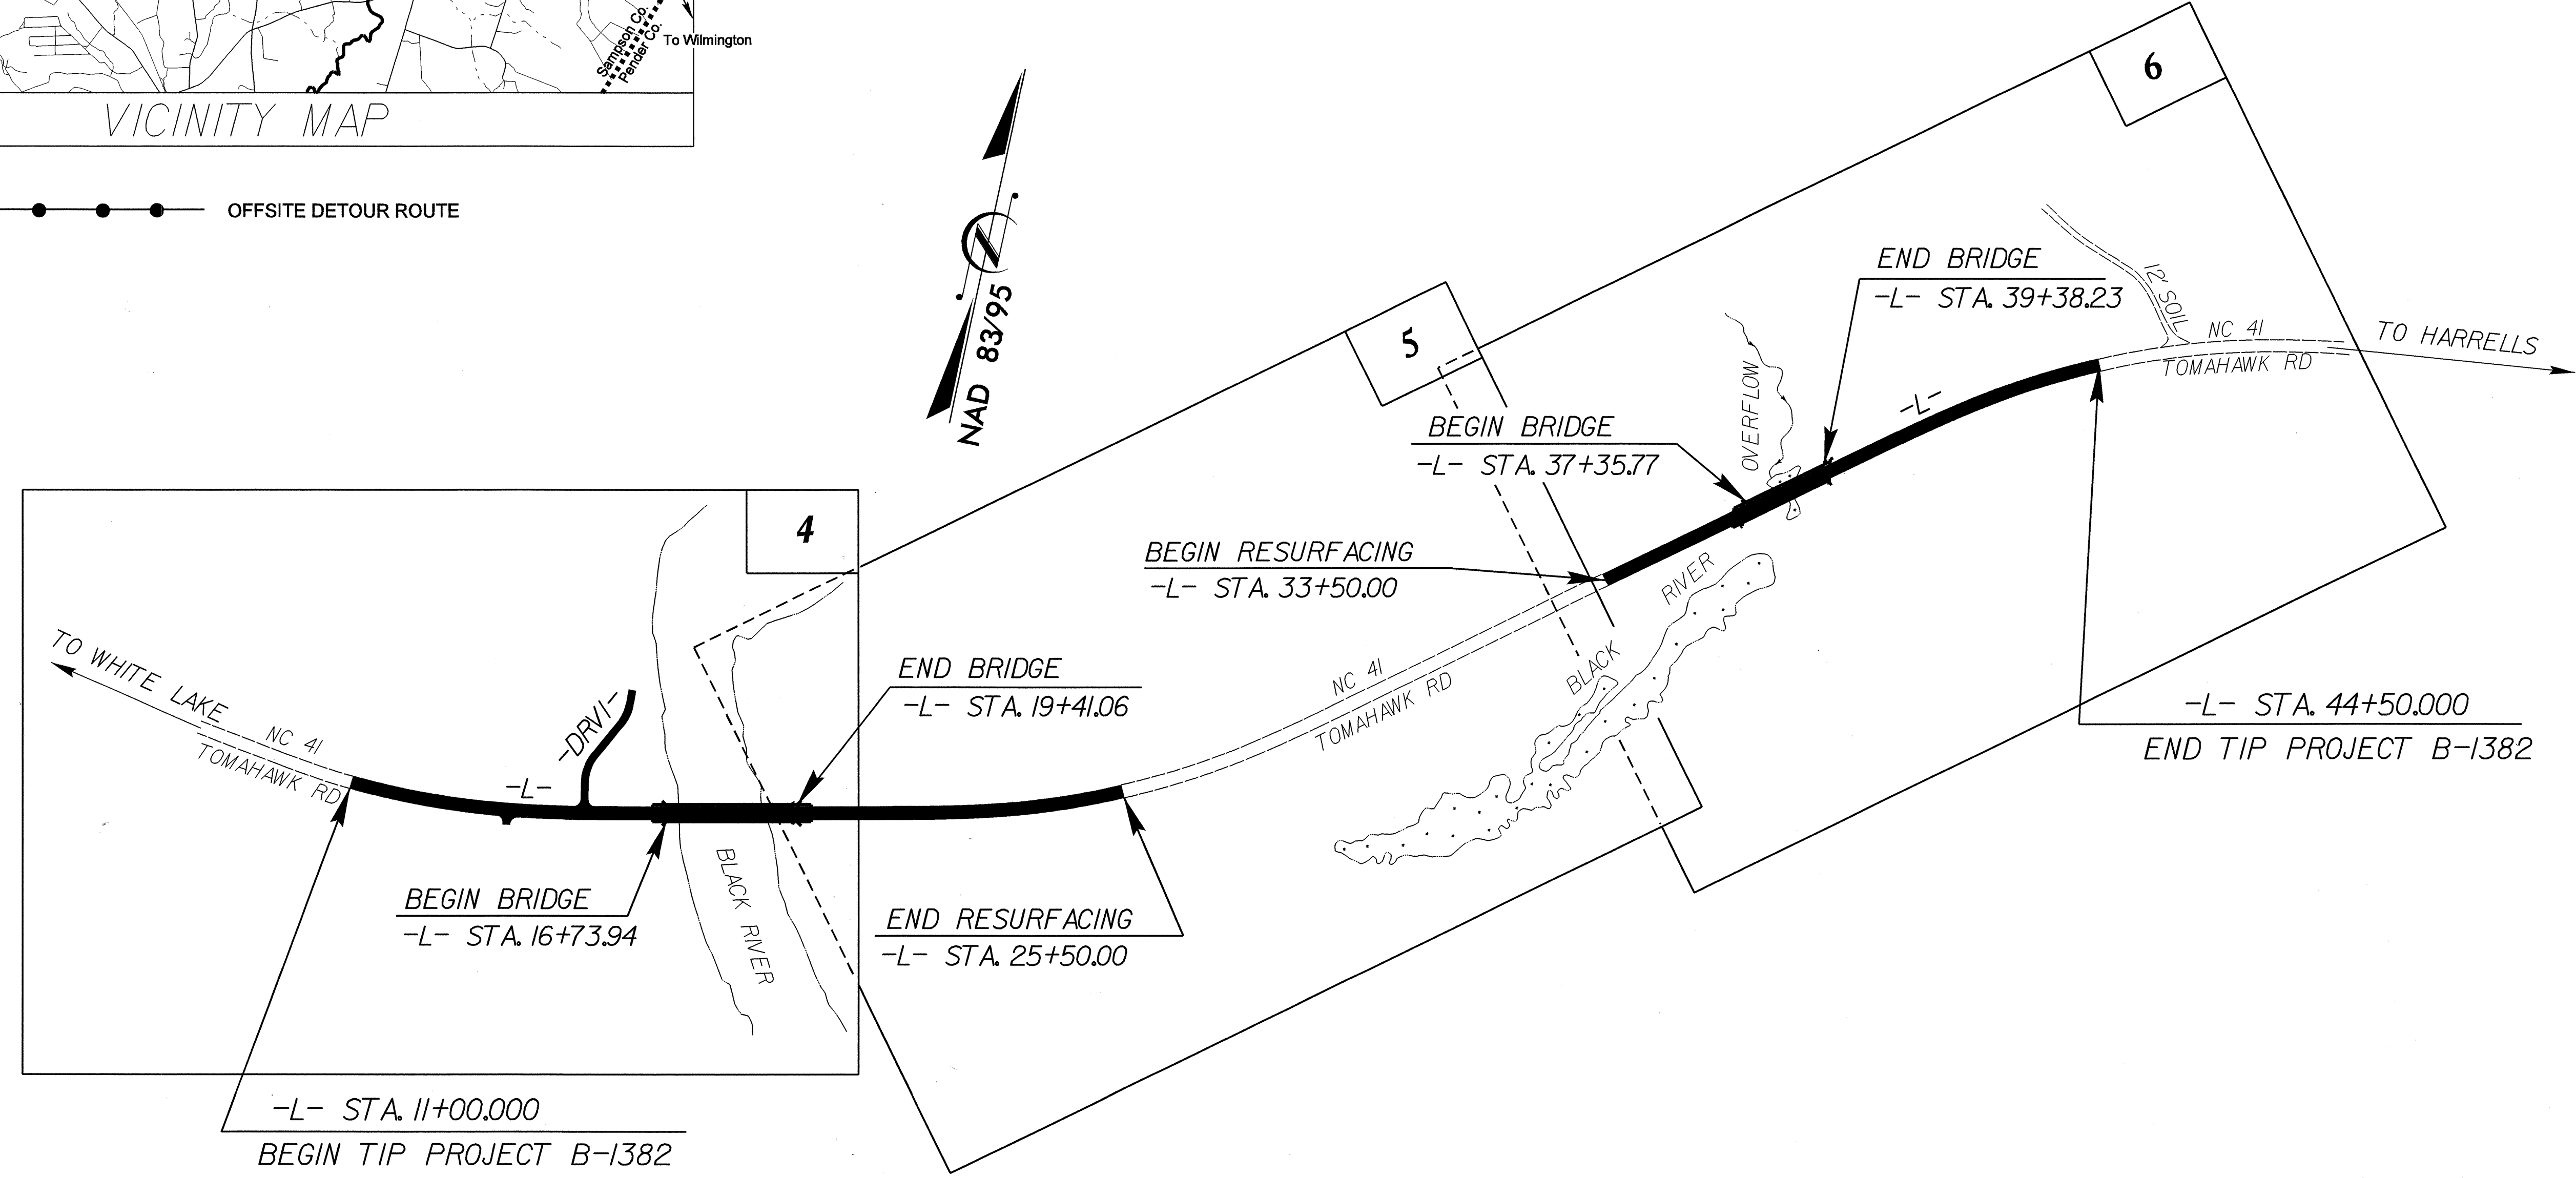 Sampson Co.
Pender Co.
To Wilmington
VICINITY MAP
OFFSITE DETOUR ROUTE
NAD 83/95
6
5
4
END BRIDGE
-L- STA. 39+38.23
12' SOIL
NC 41
TOMAHAWK RD
TO HARRELLS
OVERFLOW
-L-
BEGIN BRIDGE
-L- STA. 37+35.77
BEGIN RESURFACING
-L- STA. 33+50.00
BLACK RIVER
NC 41
TOMAHAWK RD
-L- STA. 44+50.000
END TIP PROJECT B-1382
TO WHITE LAKE
NC 41
TOMAHAWK RD
-L-
-DRV1-
END BRIDGE
-L- STA. 19+41.06
BEGIN BRIDGE
-L- STA. 16+73.94
BLACK RIVER
END RESURFACING
-L- STA. 25+50.00
-L- STA. 11+00.000
BEGIN TIP PROJECT B-1382